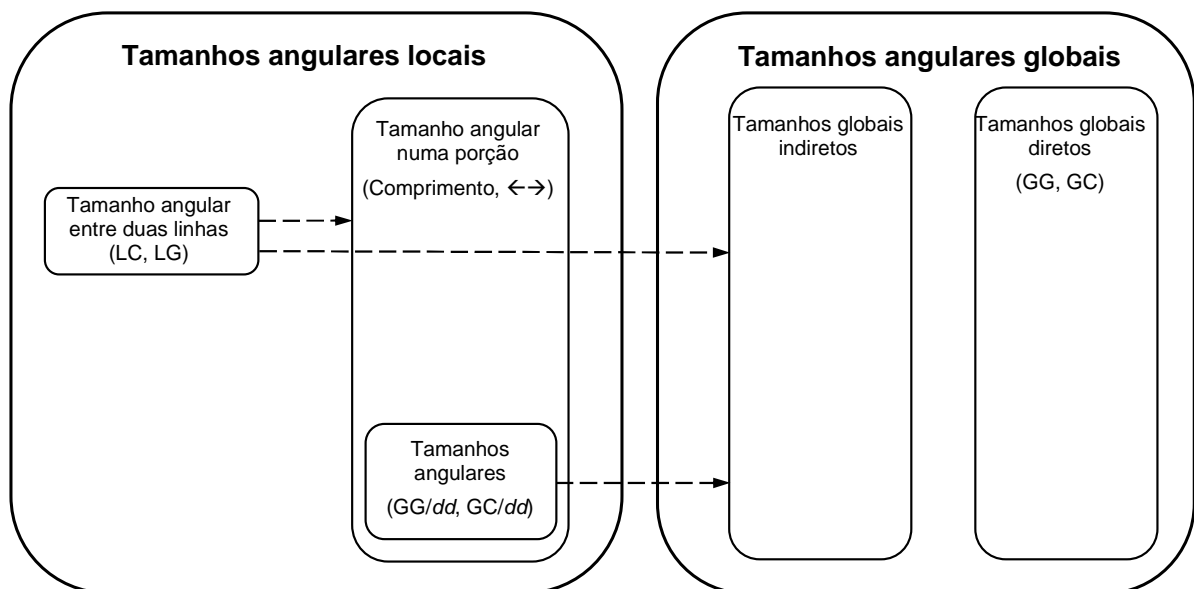 Tamanhos angulares locais
Tamanho angular
entre duas linhas
(LC, LG)
Tamanho angular
numa porção
(Comprimento, ←→)
Tamanhos
angulares
(GG/dd, GC/dd)
Tamanhos angulares globais
Tamanhos globais
indiretos
Tamanhos globais
diretos
(GG, GC)